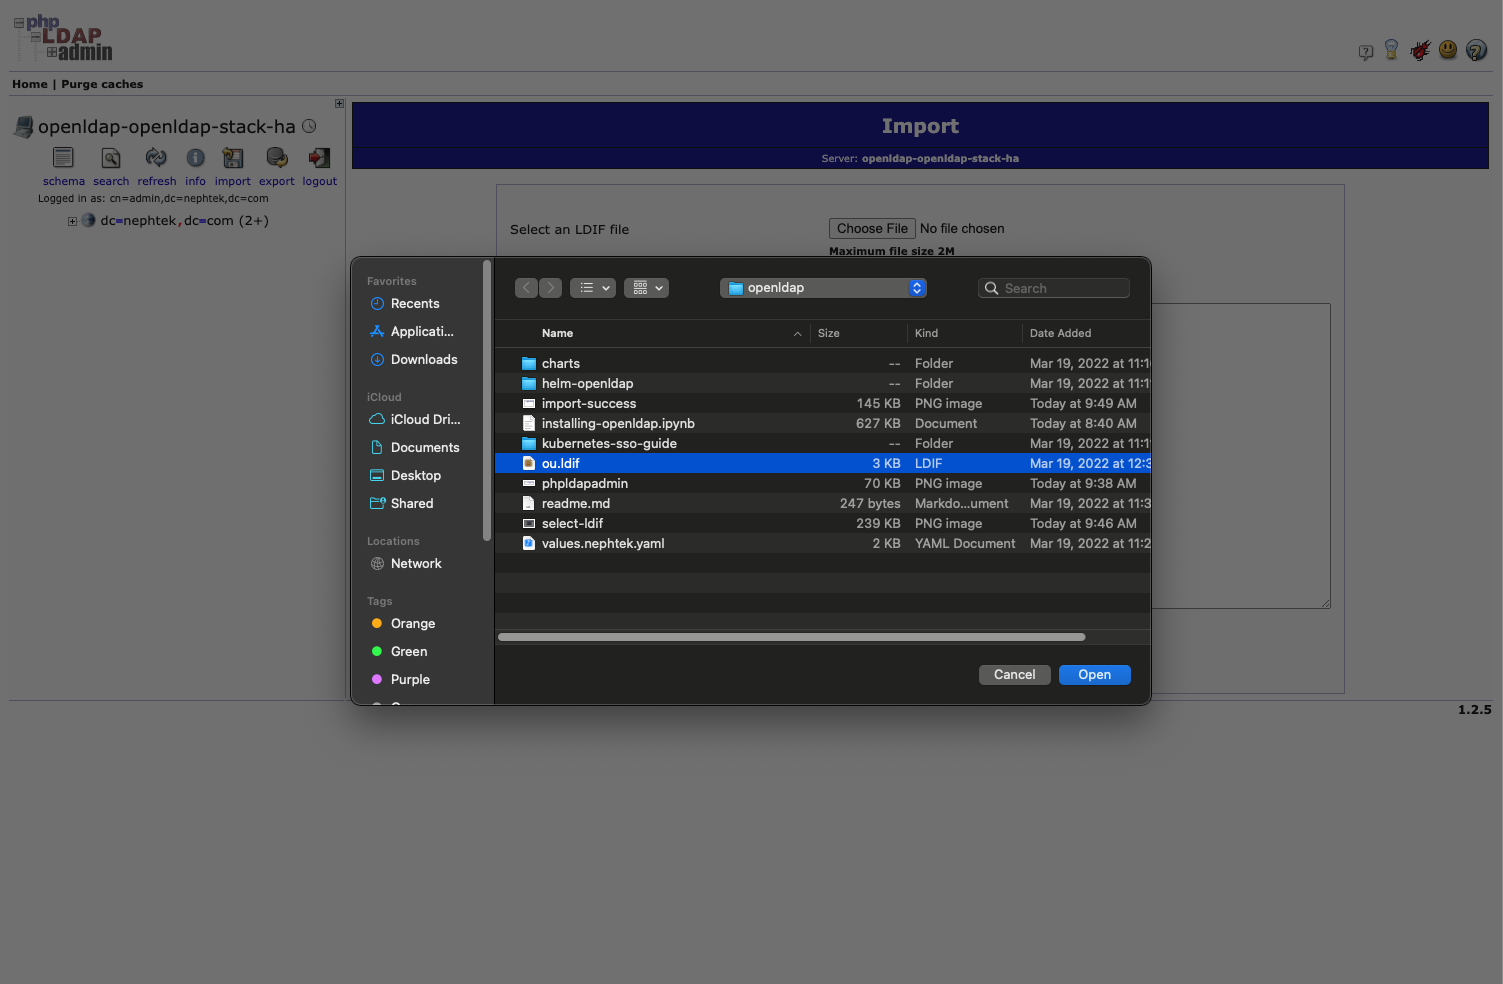 php
LDAP
admin
Home | Purge caches
openldap-openldap-stack-ha
schema search refresh info import export logout
Logged in as: cn=admin,dc=nephtek,dc=com
dc=nephtek,dc=com (2+)
Import
Server: openldap-openldap-stack-ha
Select an LDIF file
Choose File No file chosen
Maximum file size 2M
Favorites
Recents
Applicati...
Downloads
iCloud
iCloud Dri...
Documents
Desktop
Shared
Locations
Network
Tags
Orange
Green
Purple
openldap
Search
Name Size Kind Date Added
charts -- Folder Mar 19, 2022 at 11:1
helm-openldap -- Folder Mar 19, 2022 at 11:1
import-success 145 KB PNG image Today at 9:49 AM
installing-openldap.ipynb 627 KB Document Today at 8:40 AM
kubernetes-sso-guide -- Folder Mar 19, 2022 at 11:1
ou.ldif 3 KB LDIF Mar 19, 2022 at 12:3
phpldapadmin 70 KB PNG image Today at 9:38 AM
readme.md 247 bytes Markdo...ument Mar 19, 2022 at 11:3
select-ldif 239 KB PNG image Today at 9:46 AM
values.nephtek.yaml 2 KB YAML Document Mar 19, 2022 at 11:2
Cancel Open
1.2.5